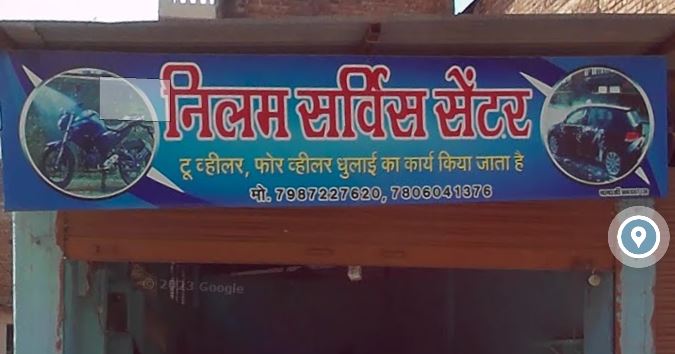 निलम सर्विस सेंटर
टू व्हीलर, फोर व्हीलर धुलाई का कार्य किया जाता है
मो. 7987227620, 7806041376
© 2023 Google